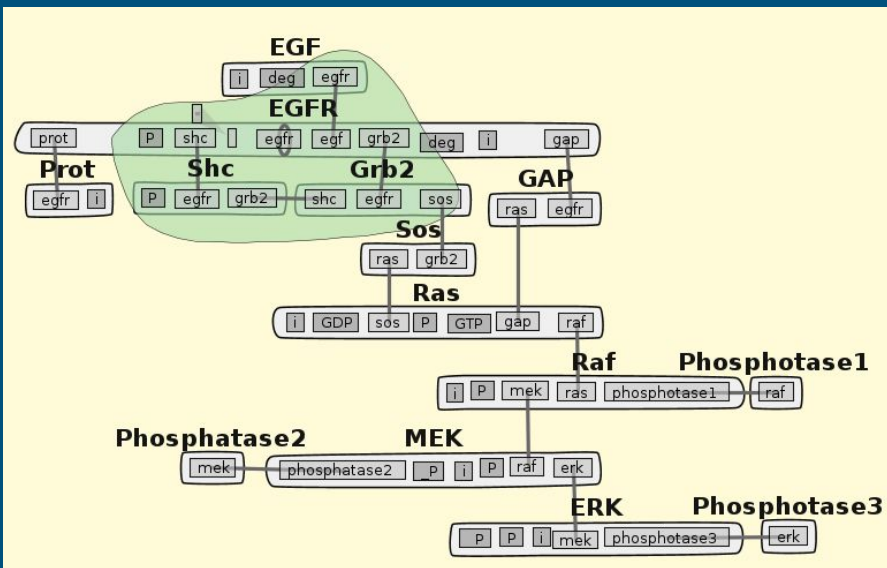 EGF
i deg egfr
EGFR
prot P shc egfr egf grb2 deg i gap
Prot Shc Grb2 GAP
egfr i P egfr grb2 shc egfr sos ras egfr
Sos
ras grb2
Ras
i GDP sos P GTP gap raf
Raf Phosphotase1
i P mek ras phosphotase1 raf
Phosphatase2 MEK
mek phosphatase2 _P i P raf erk
ERK Phosphotase3
P P i mek phosphotase3 erk